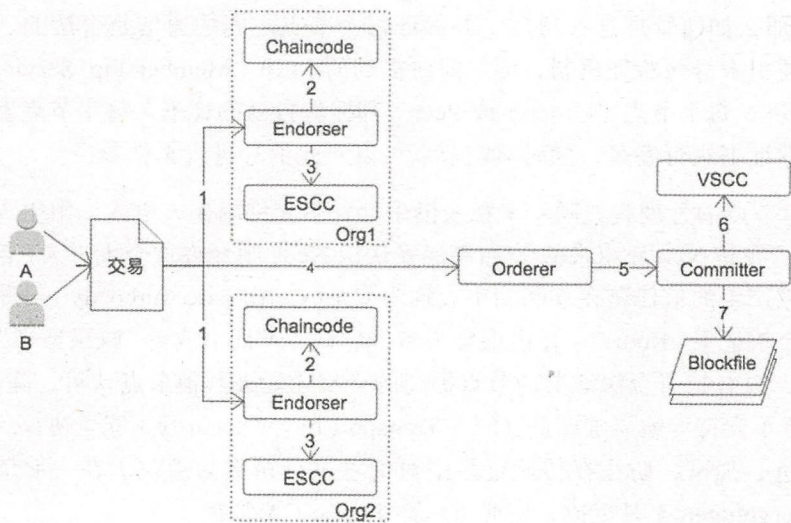 Chaincode
2
Endorser
3
ESCC
Org1
1
A
B
交易
4
Orderer
5
Committer
6
VSCC
7
Blockfile
1
Chaincode
2
Endorser
3
ESCC
Org2